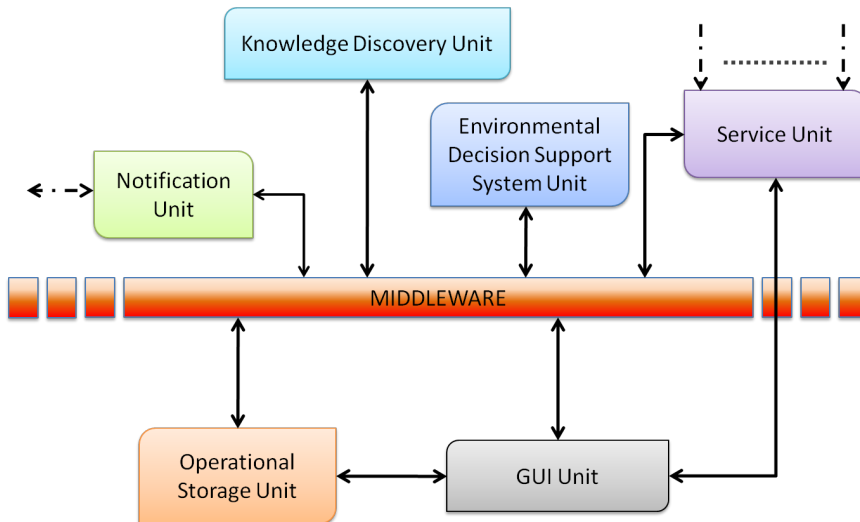 Knowledge Discovery Unit
Environmental
Decision Support
System Unit
Service Unit
Notification
Unit
MIDDLEWARE
Operational
Storage Unit
GUI Unit